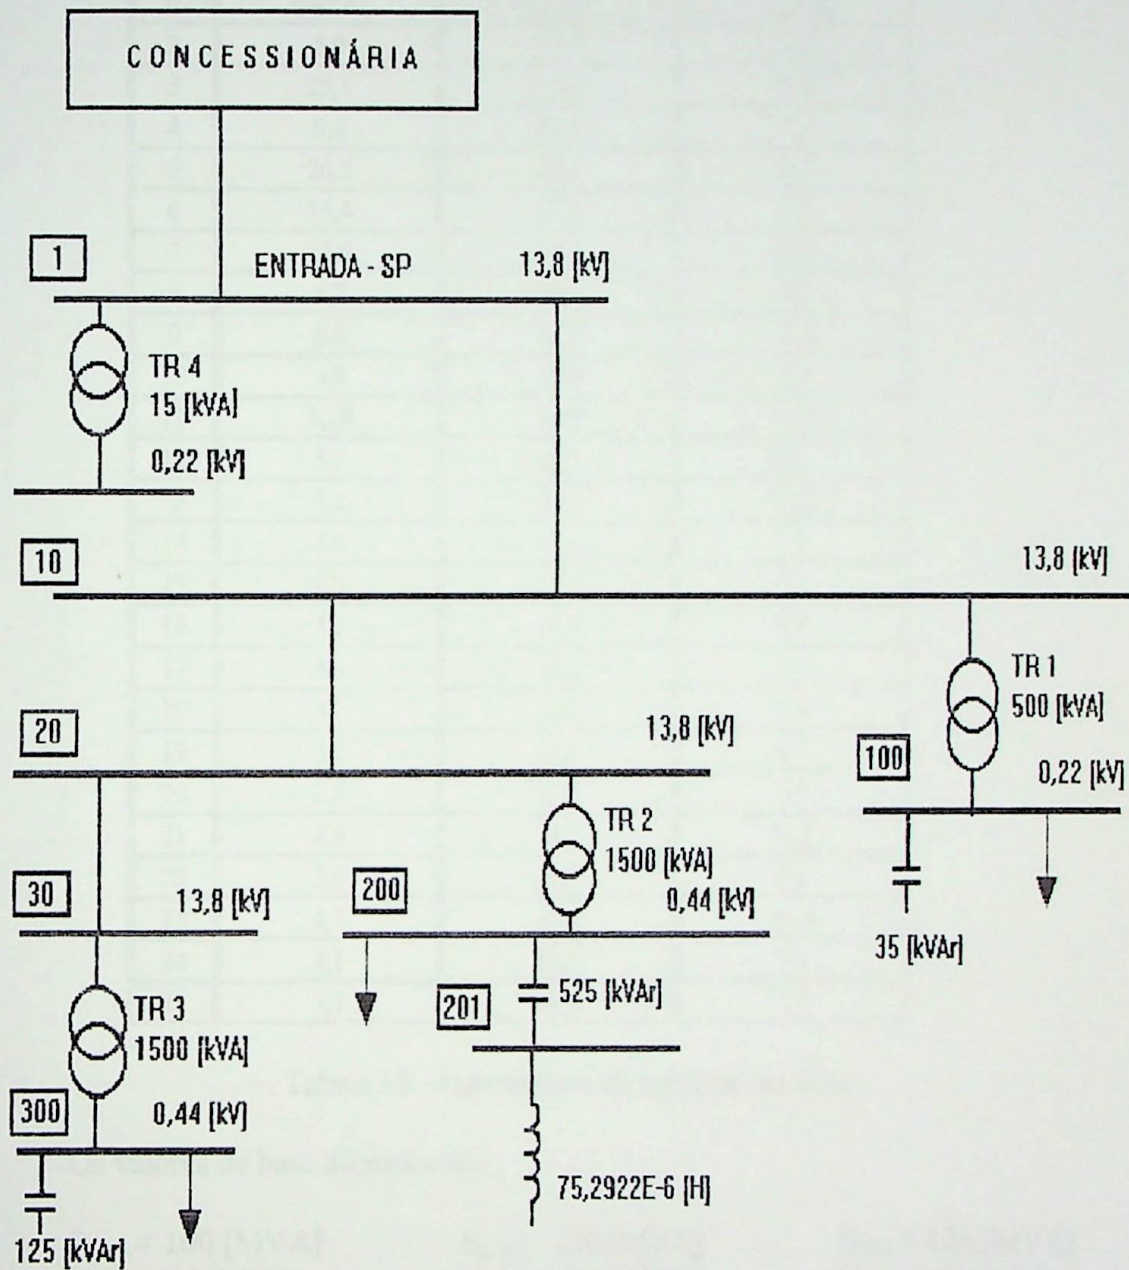 CONCESSIONÁRIA
1
ENTRADA - SP
13,8 [kV]
TR 4
15 [kVA]
0,22 [kV]
10
13,8 [kV]
TR 1
500 [kVA]
0,22 [kV]
100
35 [kVAr]
20
13,8 [kV]
TR 2
1500 [kVA]
0,44 [kV]
200
525 [kVAr]
201
75,2922E-6 [H]
30
13,8 [kV]
TR 3
1500 [kVA]
0,44 [kV]
300
125 [kVAr]